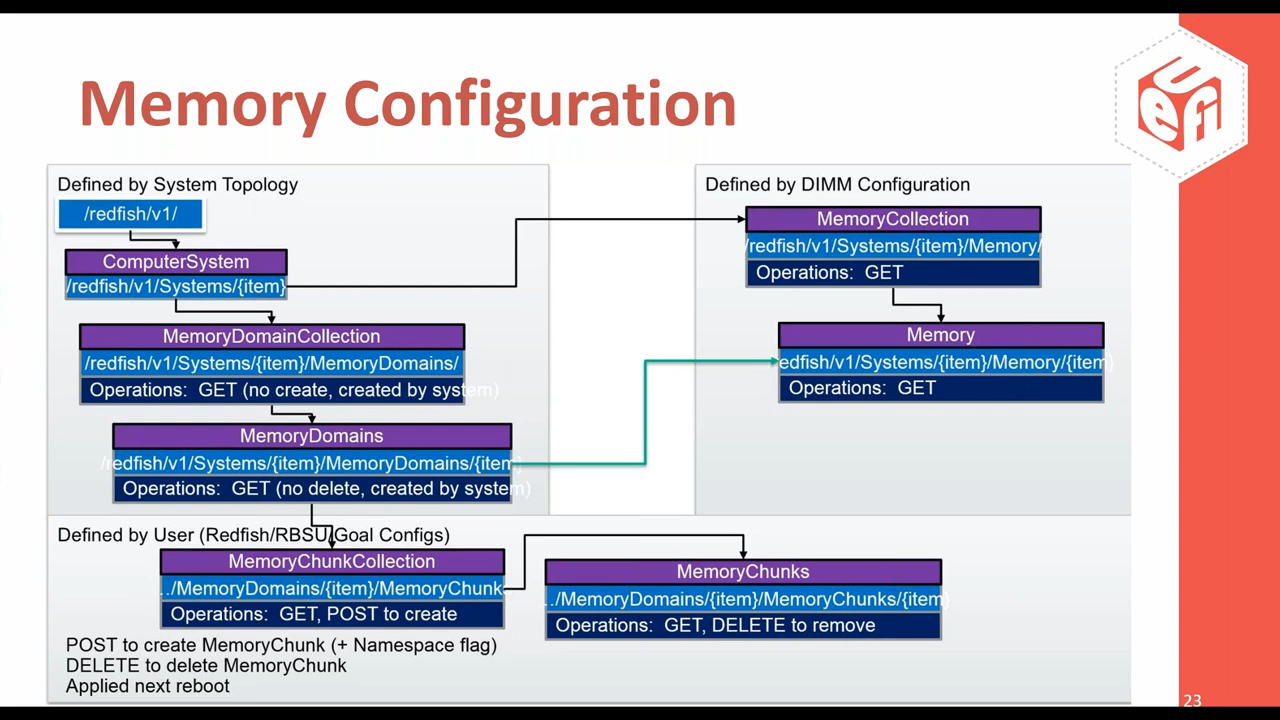 Memory Configuration
UEFI
Defined by System Topology
/redfish/v1/
ComputerSystem
/redfish/v1/Systems/{item}
MemoryDomainCollection
/redfish/v1/Systems/{item}/MemoryDomains/
Operations: GET (no create, created by system)
MemoryDomains
/redfish/v1/Systems/{item}/MemoryDomains/{item}
Operations: GET (no delete, created by system)
Defined by DIMM Configuration
MemoryCollection
/redfish/v1/Systems/{item}/Memory/
Operations: GET
Memory
edfish/v1/Systems/{item}/Memory/{item}
Operations: GET
Defined by User (Redfish/RBSU/Goal Configs)
MemoryChunkCollection
../MemoryDomains/{item}/MemoryChunk
Operations: GET, POST to create
MemoryChunks
../MemoryDomains/{item}/MemoryChunks/{item}
Operations: GET, DELETE to remove
POST to create MemoryChunk (+ Namespace flag)
DELETE to delete MemoryChunk
Applied next reboot
23